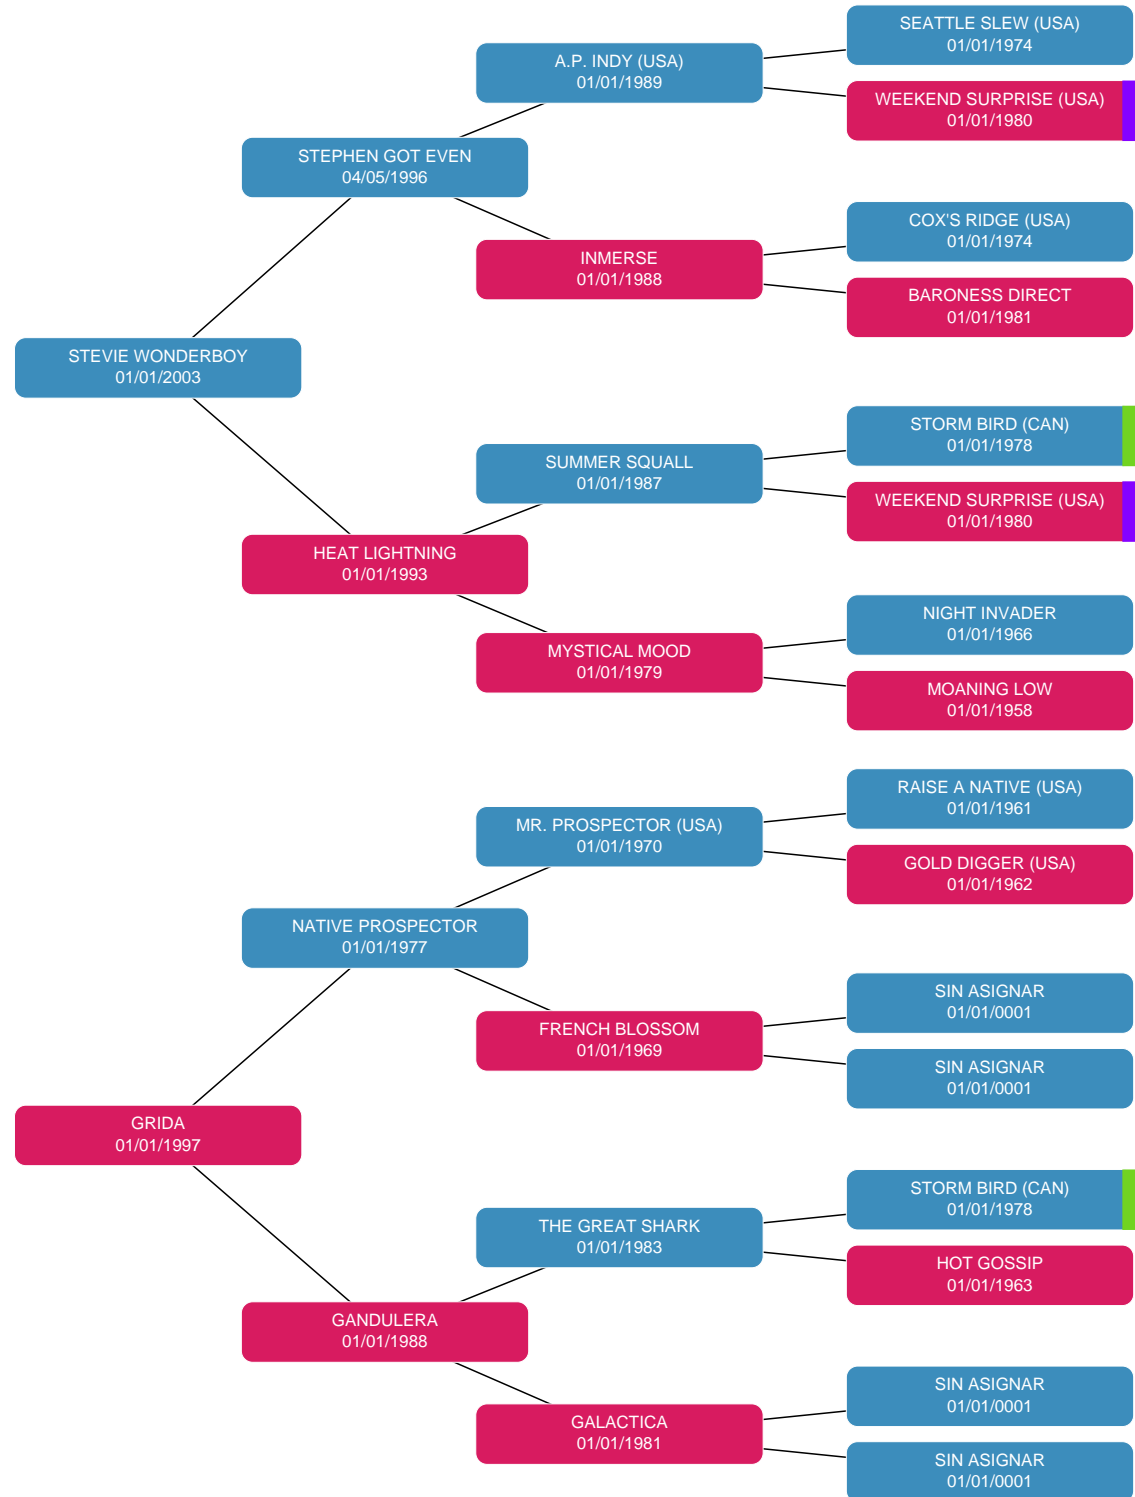 SEATTLE SLEW (USA)
01/01/1974
A.P. INDY (USA)
01/01/1989
WEEKEND SURPRISE (USA)
01/01/1980
STEPHEN GOT EVEN
04/05/1996
COX'S RIDGE (USA)
01/01/1974
INMERSE
01/01/1988
BARONESS DIRECT
01/01/1981
STEVIE WONDERBOY
01/01/2003
STORM BIRD (CAN)
01/01/1978
SUMMER SQUALL
01/01/1987
WEEKEND SURPRISE (USA)
01/01/1980
HEAT LIGHTNING
01/01/1993
NIGHT INVADER
01/01/1966
MYSTICAL MOOD
01/01/1979
MOANING LOW
01/01/1958
RAISE A NATIVE (USA)
01/01/1961
MR. PROSPECTOR (USA)
01/01/1970
GOLD DIGGER (USA)
01/01/1962
NATIVE PROSPECTOR
01/01/1977
SIN ASIGNAR
01/01/0001
FRENCH BLOSSOM
01/01/1969
SIN ASIGNAR
01/01/0001
GRIDA
01/01/1997
STORM BIRD (CAN)
01/01/1978
THE GREAT SHARK
01/01/1983
HOT GOSSIP
01/01/1963
GANDULERA
01/01/1988
SIN ASIGNAR
01/01/0001
GALACTICA
01/01/1981
SIN ASIGNAR
01/01/0001